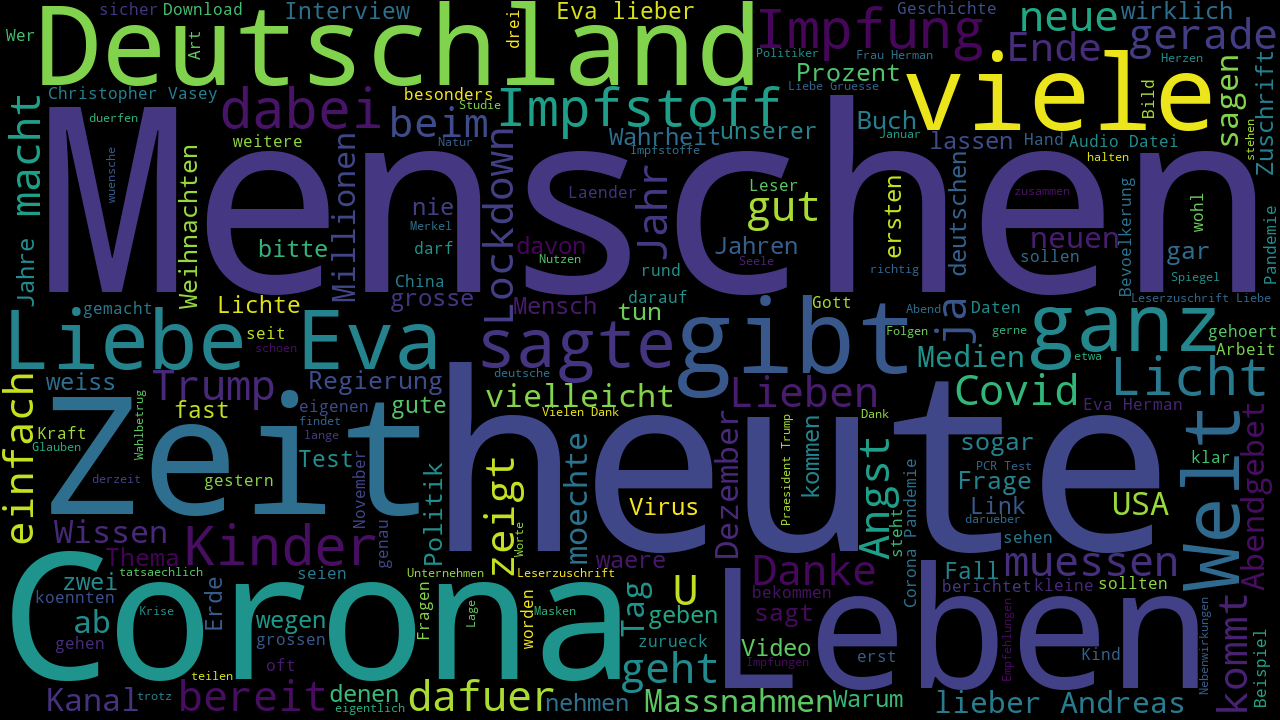 sicher
Download
Interview
Eva lieber
Geschichte
neue
wirklich
Wer
Deutschland
Art
drei
Impfung
Politiker
Frau Herman
Ende
gerade
Herzen
Prozent
viele
Liebe Gruesse
Bild
sagen
Christopher Vasey
dabei
besonders
Studie
Impfstoff
Buch
zuschrift
macht
duerfen
beim
Wahrheit
unserer
Januar
lassen
Hand
Audio Datei
stehen
weitere
Natur
Impfstoffe
halten
Menschen
Weihnachten
wuensche
Millionen
Lockdown
Laender
Jahr
Leser
ersten
deutschen
zusammen
Bevoelkerung
wohl
Pandemie
nie
gut
Merkel
bitte
darf
davon
Jahren
neuen
gar
Nutzen
Seele
sollen
Jahre
China
rund
richtig
Spiegel
gemacht
Lichte
grosse
Mensch
darauf
tun
Gott
Abend
ja
Daten
Leserzuschrift Liebe
Liebe
seit
Eva
sagte
gibt
Folgen
gerne
ganz
gehoert
schoen
Medien
etwa
Arbeit
einfach
weiss
Trump
Regierung
deutsche
vielleicht
Lieben
Covid
Licht
fast
Wahlbetrug
eigenen
gute
Vielen Dank
Dank
Eva Herman
Kraft
Zeit
findet
heute
Welt
Abendgebet
Glauben
lange
Test
Dezember
Praesident Trump
kommen
Angst
sogar
klar
derzeit
gestern
November
Politik
zeigt
moechte
Corona Pandemie
PCR Test
Frage
Virus
Link
USA
Wissen
genau
Worte
steht
darueber
sehen
Thema
Kinder
waere
Danke
muessen
tatsaechlich
seien
Unternehmen
Leserzuschrift
Fall
berichtet
kleine
sollten
zwei
Erde
U
bekommen
koennten
Krise
Corona
Fragen
Lage
worden
Masken
Tag
geben
sagt
Leben
Empfehlungen
Nebenwirkungen
kommt
Beispiel
ab
wegen
gehen
grossen
zurueck
Video
erst
Kind
oft
geht
Impfungen
teilen
Kanal
trotz
bereit
denen
eigentlich
dafuer
nehmen
Massnahmen
Warum
lieber Andreas